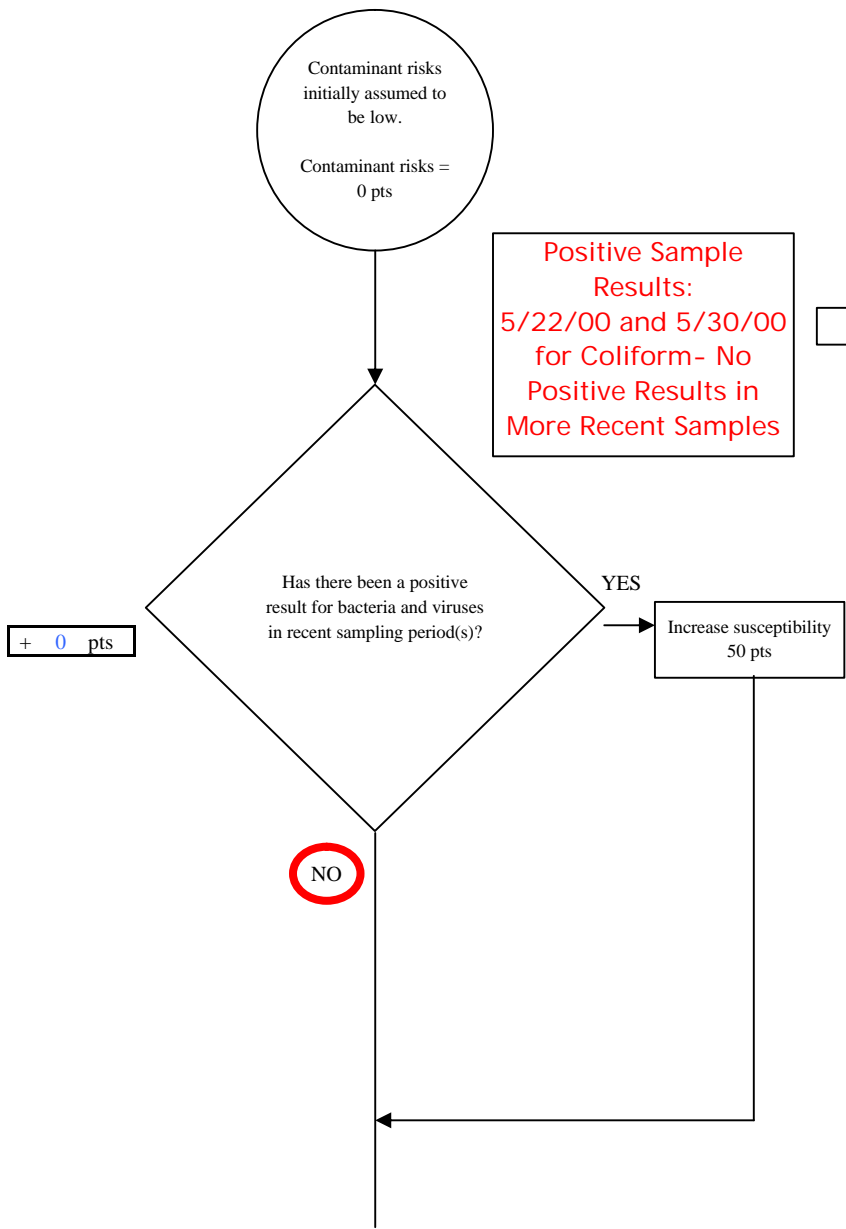 Contaminant risks
initially assumed to
be low.
Contaminant risks =
0 pts
Positive Sample
Results:
5/22/00 and 5/30/00
for Coliform- No
Positive Results in
More Recent Samples
Has there been a positive
result for bacteria and viruses
in recent sampling period(s)?
YES
+ 0 pts
Increase susceptibility
50 pts
NO